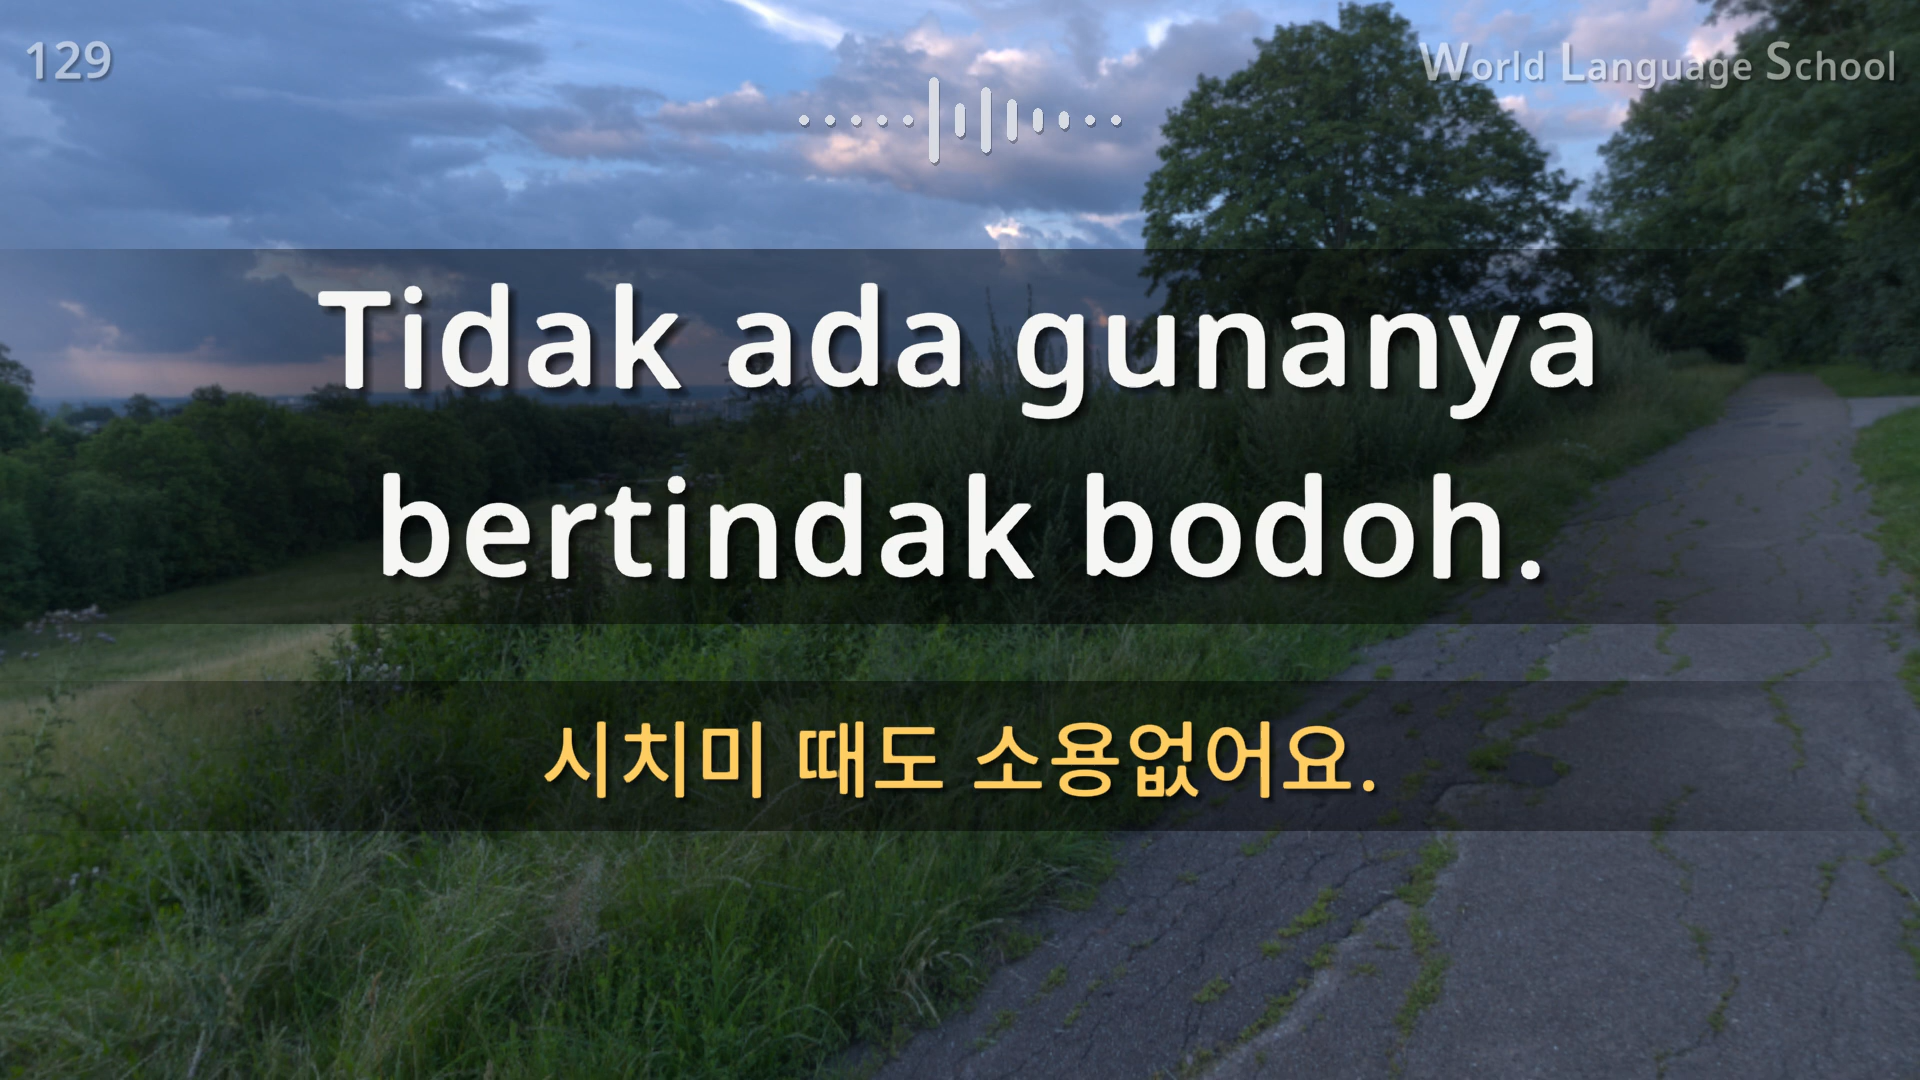 129
World Language School
Tidak ada gunanya
bertindak bodoh.
시치미 때도 소용없어요.